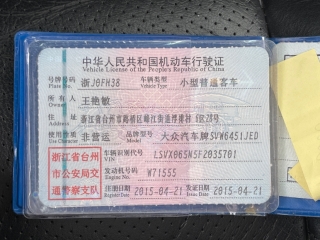 中华人民共和国机动车行驶证
Vehicle License of the People's Republic of China
号牌号码 浙J0FH38 车辆类型 小型普通客车
Plate No. Vehicle Type
所有人 王艳敏
Owner
住址 浙江省台州市路桥区
Address
使用性质 非营运 品牌型号 大众汽车牌SVW6451JED
Use Character Model
浙江省台州
市公安局交
通警察支队
车辆识别代号
VIN LSVX065N5F2035701
发动机号码 W71555
Engine No.
注册日期 2015-04-21 发证日期 2015-04-21
Register Date Issue Date